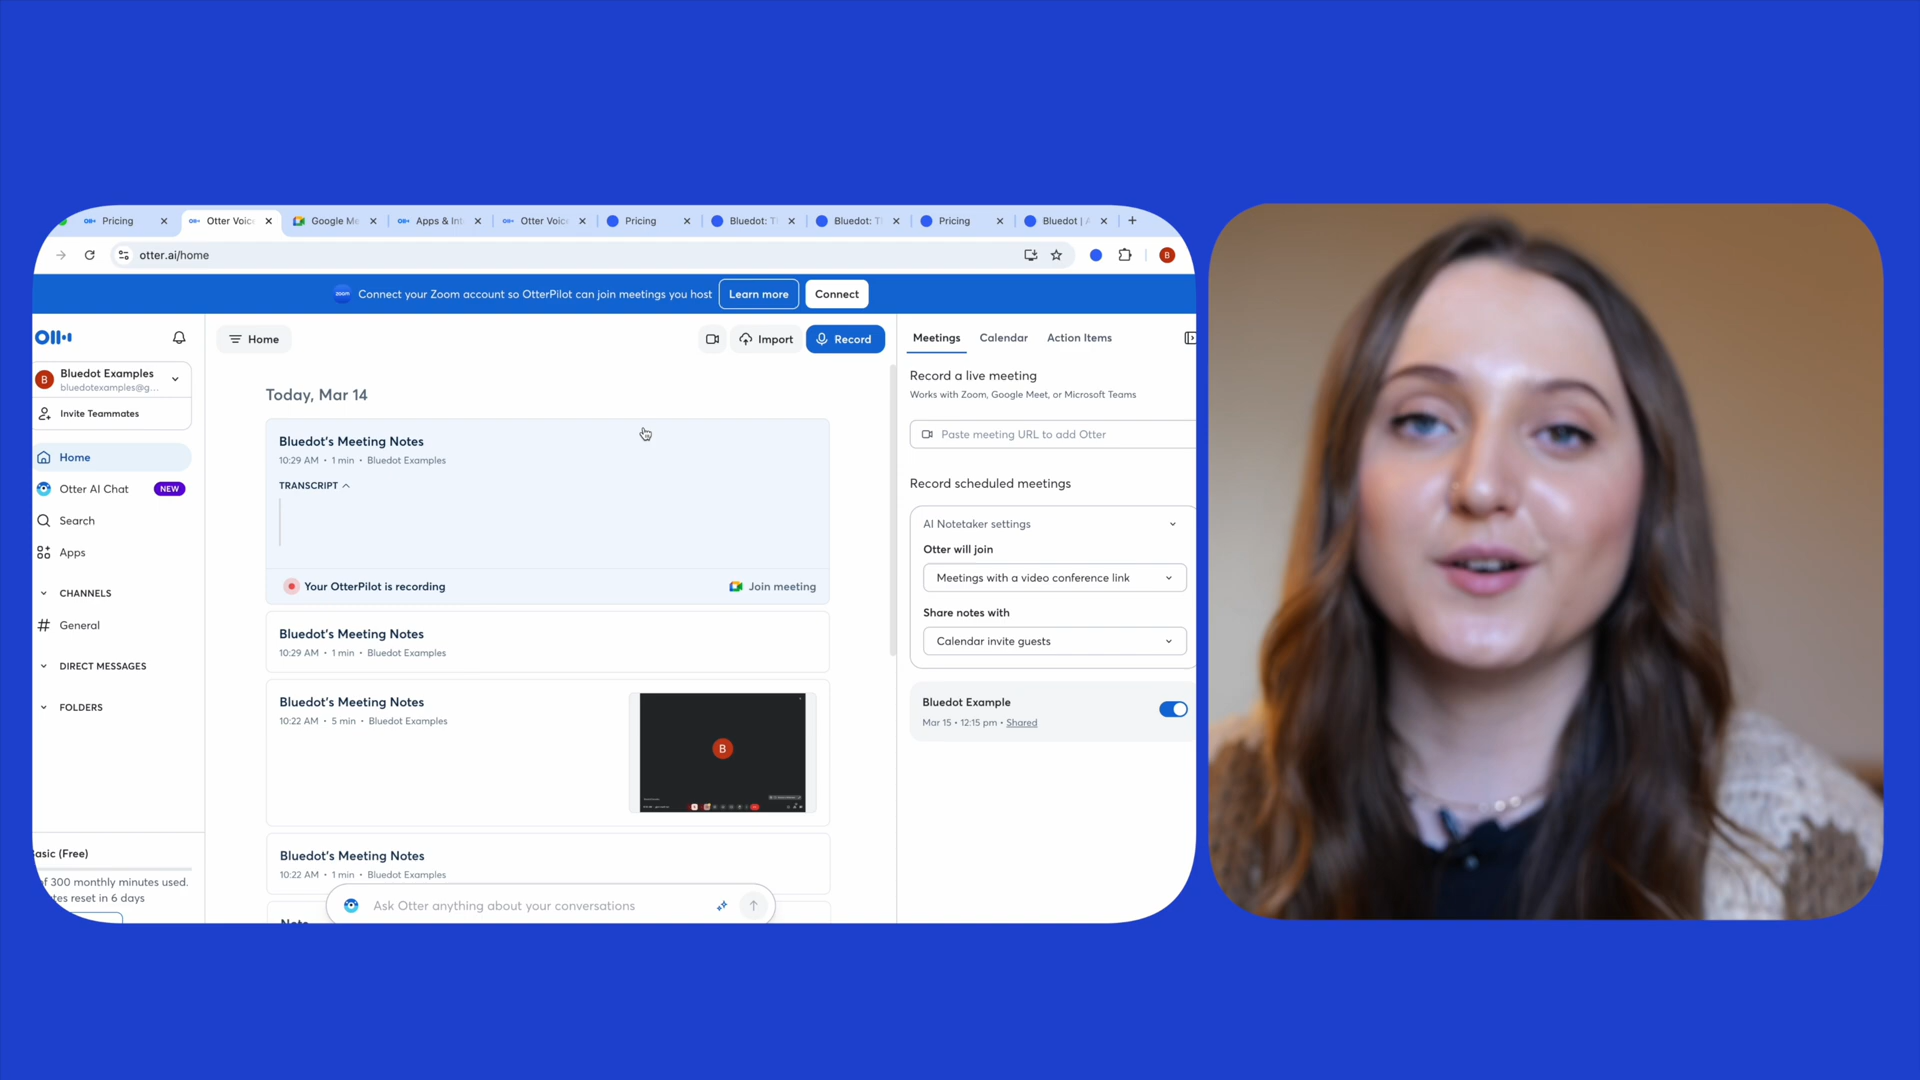 Pricing
Otter Voic
Google Me
Apps & Int
Otter Voic
Pricing
Bluedot: T
Bluedot: T
Pricing
Bluedot | A
otter.ai/home
B
zoom
Connect your Zoom account so OtterPilot can join meetings you host
Learn more
Connect
Bluedot Examples
bluedotexamples@g...
B
Invite Teammates
Home
Otter AI Chat
NEW
Search
Apps
CHANNELS
General
DIRECT MESSAGES
FOLDERS
asic (Free)
f 300 monthly minutes used.
tes reset in 6 days
Home
Import
Record
Today, Mar 14
Bluedot's Meeting Notes
10:29 AM • 1 min • Bluedot Examples
TRANSCRIPT
Your OtterPilot is recording
Join meeting
Bluedot's Meeting Notes
10:29 AM • 1 min • Bluedot Examples
Bluedot's Meeting Notes
10:22 AM • 5 min • Bluedot Examples
B
Bluedot's Meeting Notes
10:22 AM • 1 min • Bluedot Examples
Note
Ask Otter anything about your conversations
Meetings
Calendar
Action Items
Record a live meeting
Works with Zoom, Google Meet, or Microsoft Teams
Paste meeting URL to add Otter
Record scheduled meetings
AI Notetaker settings
Otter will join
Meetings with a video conference link
Share notes with
Calendar invite guests
Bluedot Example
Mar 15 • 12:15 pm • Shared